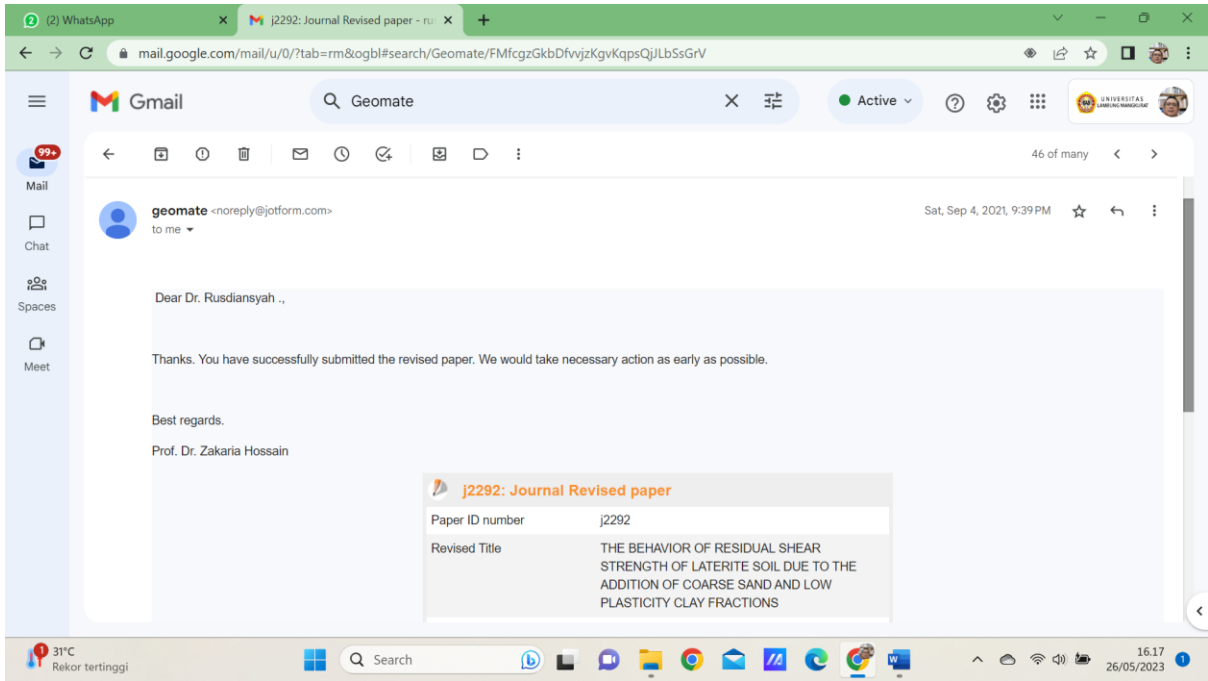 (2) WhatsApp
j2292: Journal Revised paper - ru
mail.google.com/mail/u/0/?tab=rm&ogbl#search/Geomate/FMfcgzGkbDfvvjzKgvKqpsQjJLbSsGrV
Gmail
Geomate
Active
UNIVERSITAS
LAMBUNG MANGKURAT
99+
Mail
Chat
Spaces
Meet
46 of many
geomate <noreply@jotform.com>
Sat, Sep 4, 2021, 9:39 PM
to me
Dear Dr. Rusdiansyah .,
Thanks. You have successfully submitted the revised paper. We would take necessary action as early as possible.
Best regards.
Prof. Dr. Zakaria Hossain
j2292: Journal Revised paper
Paper ID number j2292
Revised Title THE BEHAVIOR OF RESIDUAL SHEAR
STRENGTH OF LATERITE SOIL DUE TO THE
ADDITION OF COARSE SAND AND LOW
PLASTICITY CLAY FRACTIONS
31°C
Rekor tertinggi
Search
16.17
26/05/2023
1